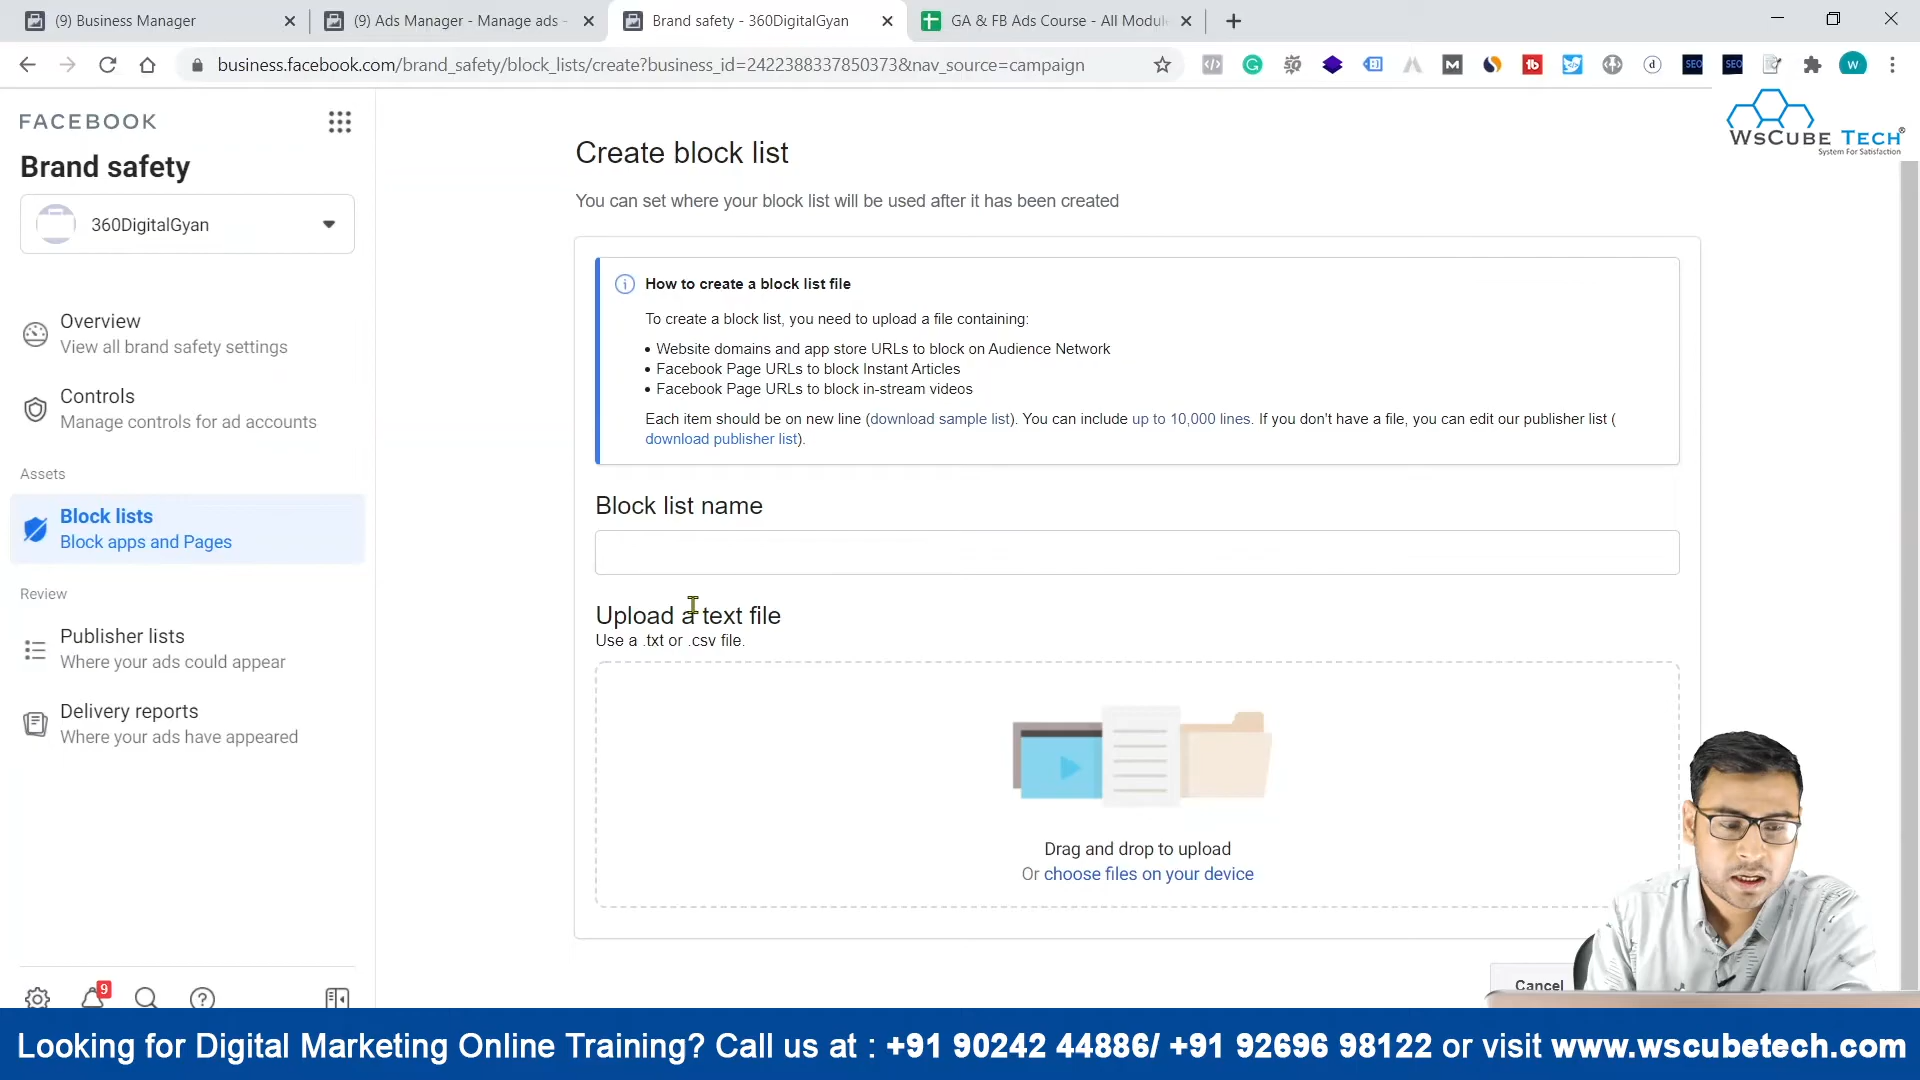 (9) Business Manager
(9) Ads Manager - Manage ads -
Brand safety - 360DigitalGyan
GA & FB Ads Course - All Modul
business.facebook.com/brand_safety/block_lists/create?business_id=2422388337850373&nav_source=campaign
FACEBOOK
Brand safety
360DigitalGyan
Overview
View all brand safety settings
Controls
Manage controls for ad accounts
Assets
Block lists
Block apps and Pages
Review
Publisher lists
Where your ads could appear
Delivery reports
Where your ads have appeared
9
WsCube Tech®
System For Satisfaction
Create block list
You can set where your block list will be used after it has been created
How to create a block list file
To create a block list, you need to upload a file containing:
• Website domains and app store URLs to block on Audience Network
• Facebook Page URLs to block Instant Articles
• Facebook Page URLs to block in-stream videos
Each item should be on new line (download sample list). You can include up to 10,000 lines. If you don't have a file, you can edit our publisher list (
download publisher list).
Block list name
Upload a text file
Use a .txt or .csv file.
Drag and drop to upload
Or choose files on your device
Cancel
Looking for Digital Marketing Online Training? Call us at : +91 90242 44886/ +91 92696 98122 or visit www.wscubetech.com